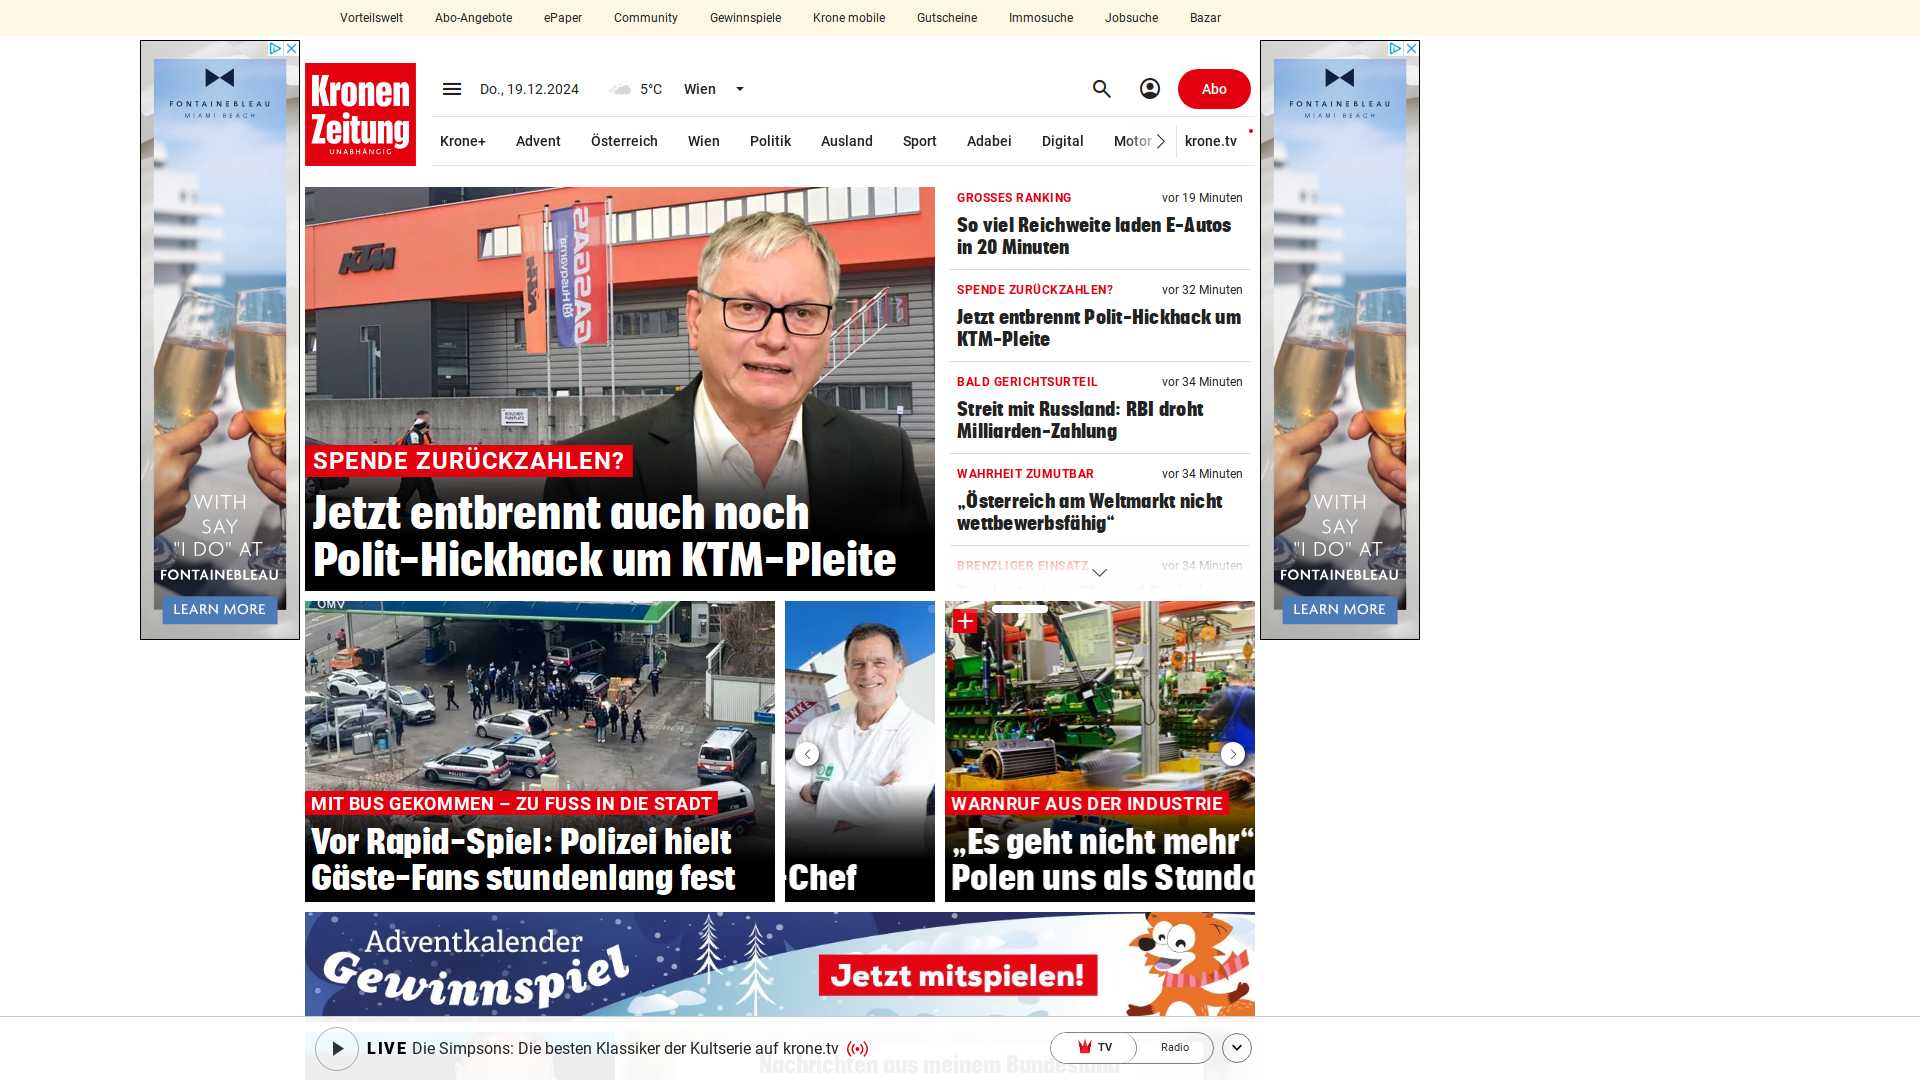 Vorteilswelt
Abo-Angebote
ePaper
Community
Gewinnspiele
Krone mobile
Gutscheine
Immosuche
Jobsuche
Bazar
FONTAINEBLEAU
MIAMI BEACH
WITH
SAY
"I DO" AT
FONTAINEBLEAU
LEARN MORE
Kronen
Zeitung
UNABHÄNGIG
Do., 19.12.2024
5°C
Wien
Abo
Krone+
Advent
Österreich
Wien
Politik
Ausland
Sport
Adabei
Digital
Motor
krone.tv
KTM
SPENDE ZURÜCKZAHLEN?
Jetzt entbrennt auch noch
Polit-Hickhack um KTM-Pleite
GROSSES RANKING
vor 19 Minuten
So viel Reichweite laden E-Autos
in 20 Minuten
SPENDE ZURÜCKZAHLEN?
vor 32 Minuten
Jetzt entbrennt Polit-Hickhack um
KTM-Pleite
BALD GERICHTSURTEIL
vor 34 Minuten
Streit mit Russland: RBI droht
Milliarden-Zahlung
WAHRHEIT ZUMUTBAR
vor 34 Minuten
„Österreich am Weltmarkt nicht
wettbewerbsfähig“
BRENZLIGER EINSATZ
vor 34 Minuten
FONTAINEBLEAU
MIAMI BEACH
WITH
SAY
"I DO" AT
FONTAINEBLEAU
LEARN MORE
OMV
MIT BUS GEKOMMEN – ZU FUSS IN DIE STADT
Vor Rapid-Spiel: Polizei hielt
Gäste-Fans stundenlang fest
-Chef
WARNRUF AUS DER INDUSTRIE
„Es geht nicht mehr“
Polen uns als Stando
Adventkalender
Gewinnspiel
Jetzt mitspielen!
LIVE Die Simpsons: Die besten Klassiker der Kultserie auf krone.tv
TV
Radio
Nachrichten aus meinem Bundesland